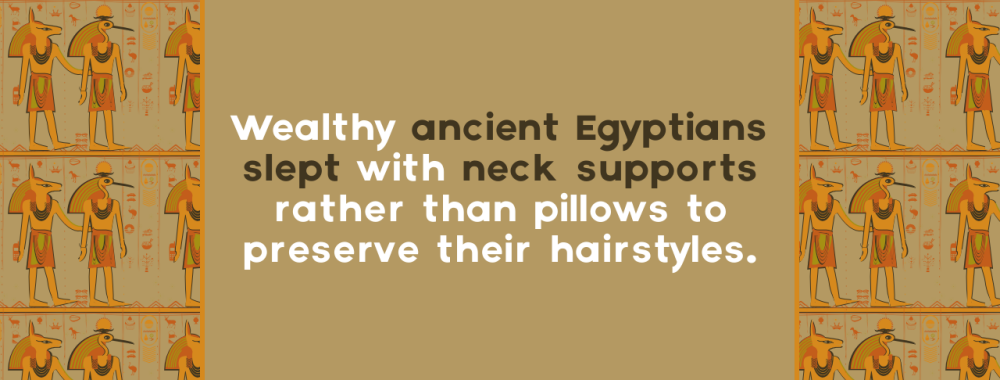 Wealthy ancient Egyptians
slept with neck supports
rather than pillows to
preserve their hairstyles.